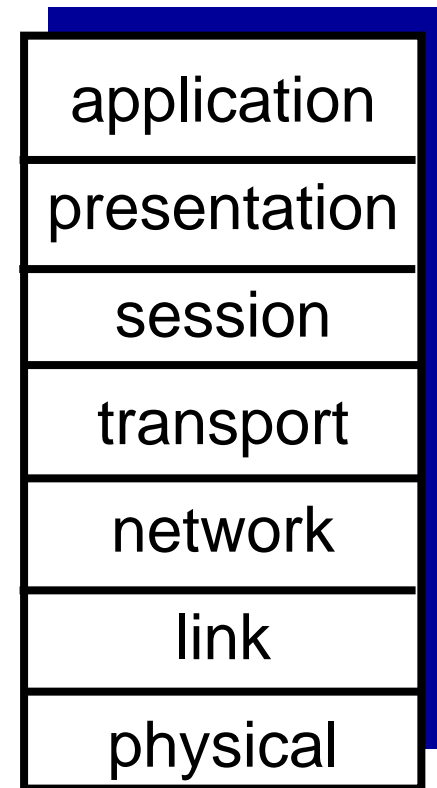 application
presentation
session
transport
network
link
physical